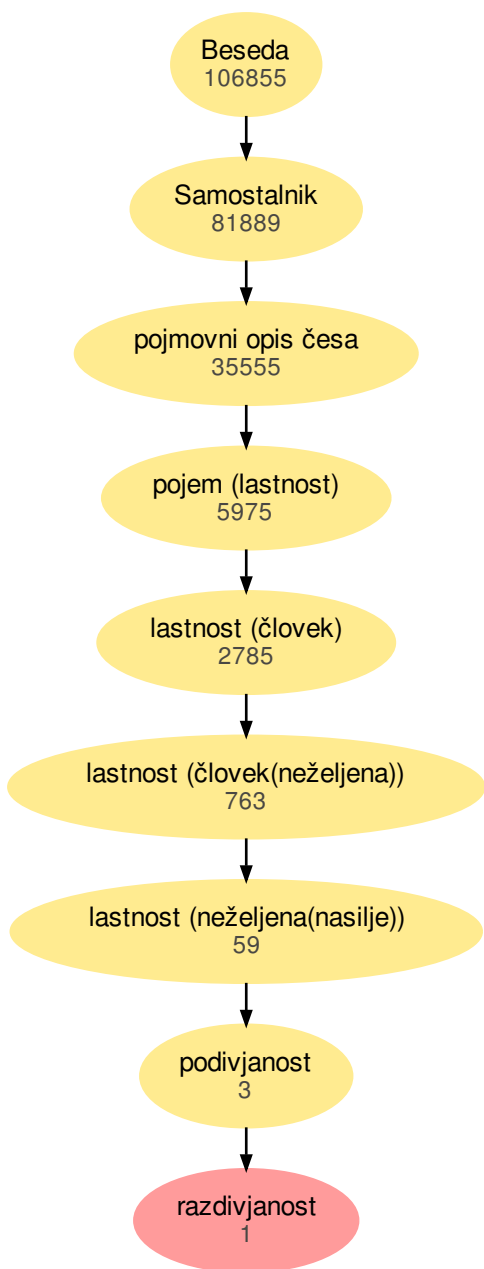 Beseda
106855
Samostalnik
81889
pojmovni opis česa
35555
pojem (lastnost)
5975
lastnost (človek)
2785
lastnost (človek(neželjena))
763
lastnost (neželjena(nasilje))
59
podivjanost
3
razdivjanost
1